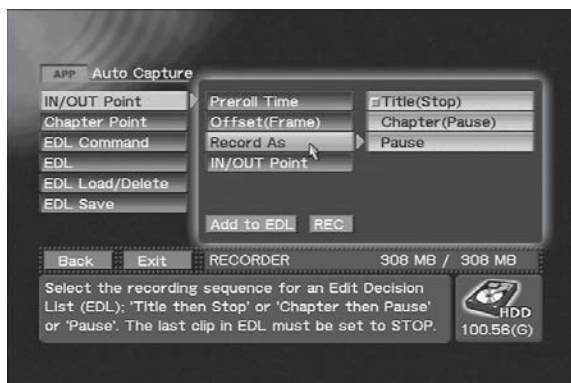 APP Auto Capture
IN/OUT Point
Chapter Point
EDL Command
EDL
EDL Load/Delete
EDL Save
Preroll Time
Offset(Frame)
Record As
IN/OUT Point
Add to EDL REC
Title(Stop)
Chapter(Pause)
Pause
Back Exit RECORDER 308 MB / 308 MB
Select the recording sequence for an Edit Decision
List (EDL); 'Title then Stop' or 'Chapter then Pause'
or 'Pause'. The last clip in EDL must be set to STOP.
HDD
100.56(G)